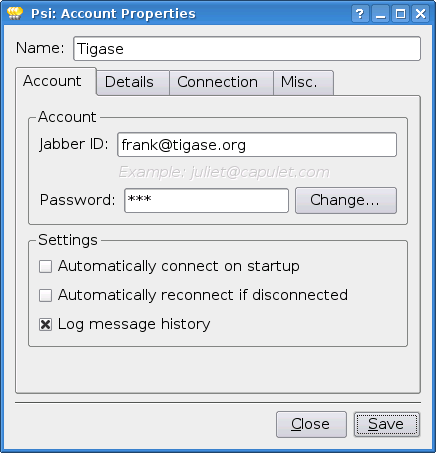 Psi: Account Properties
Name: Tigase
Account Details Connection Misc.
Account
Jabber ID: frank@tigase.org
Example: juliet@capulet.com
Password: *** Change...
Settings
Automatically connect on startup
Automatically reconnect if disconnected
Log message history
Close Save